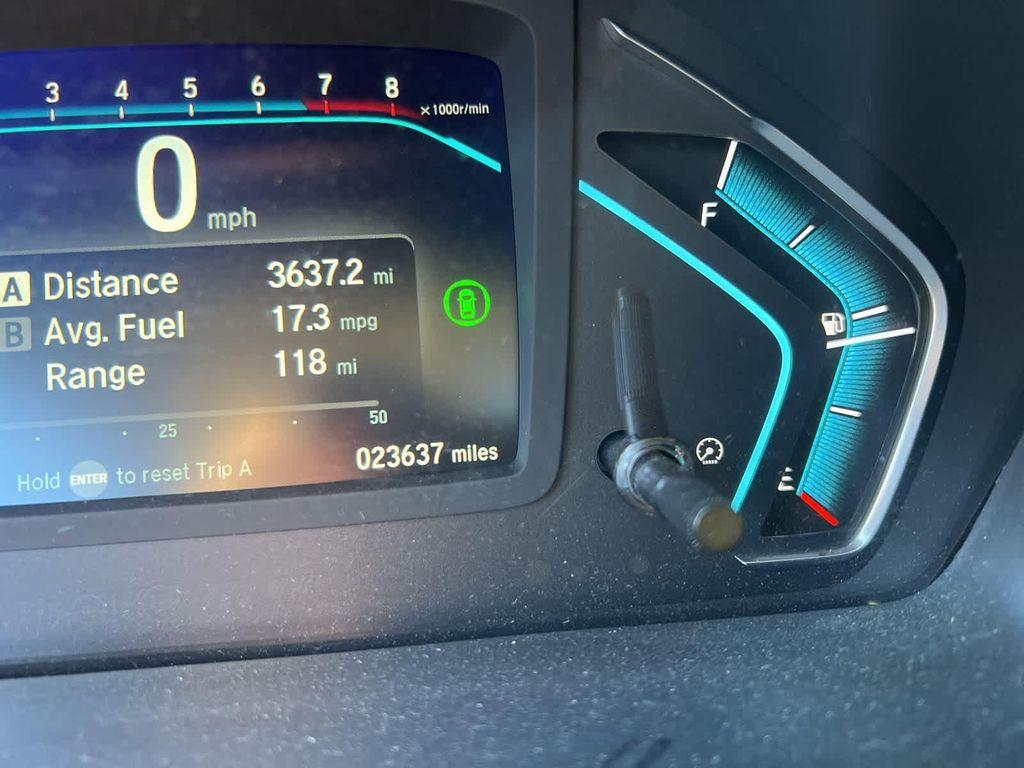 3 4 5 6 7 8 ×1000r/min
0 mph
F
A Distance 3637.2 mi
B Avg. Fuel 17.3 mpg
Range 118 mi
25 50
E
023637 miles
Hold ENTER to reset Trip A